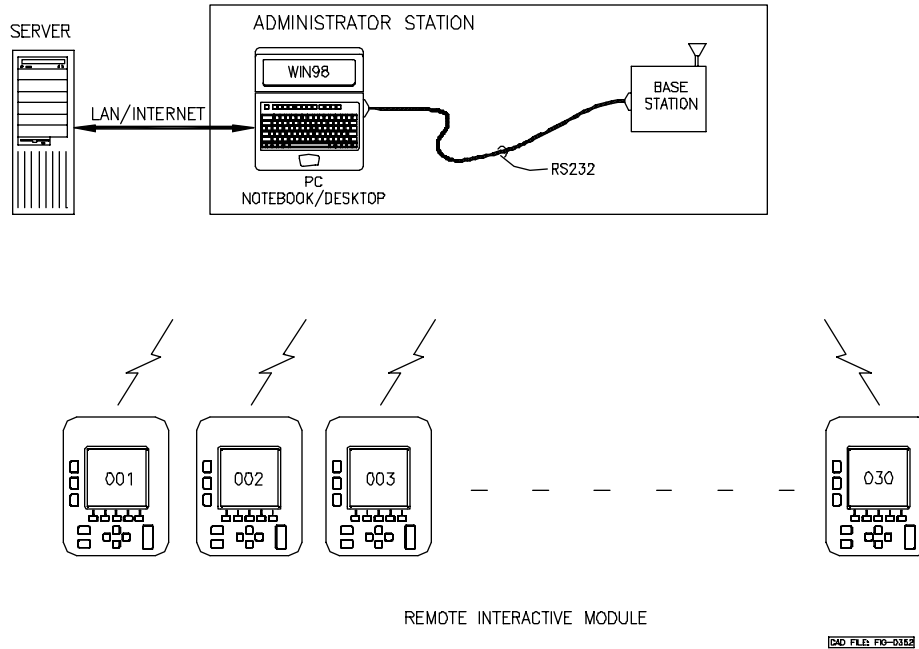 SERVER
ADMINISTRATOR STATION
WIN98
LAN/INTERNET
BASE
STATION
RS232
PC
NOTEBOOK/DESKTOP
001
002
003
030
REMOTE INTERACTIVE MODULE
CAD FILE: FIG-0352